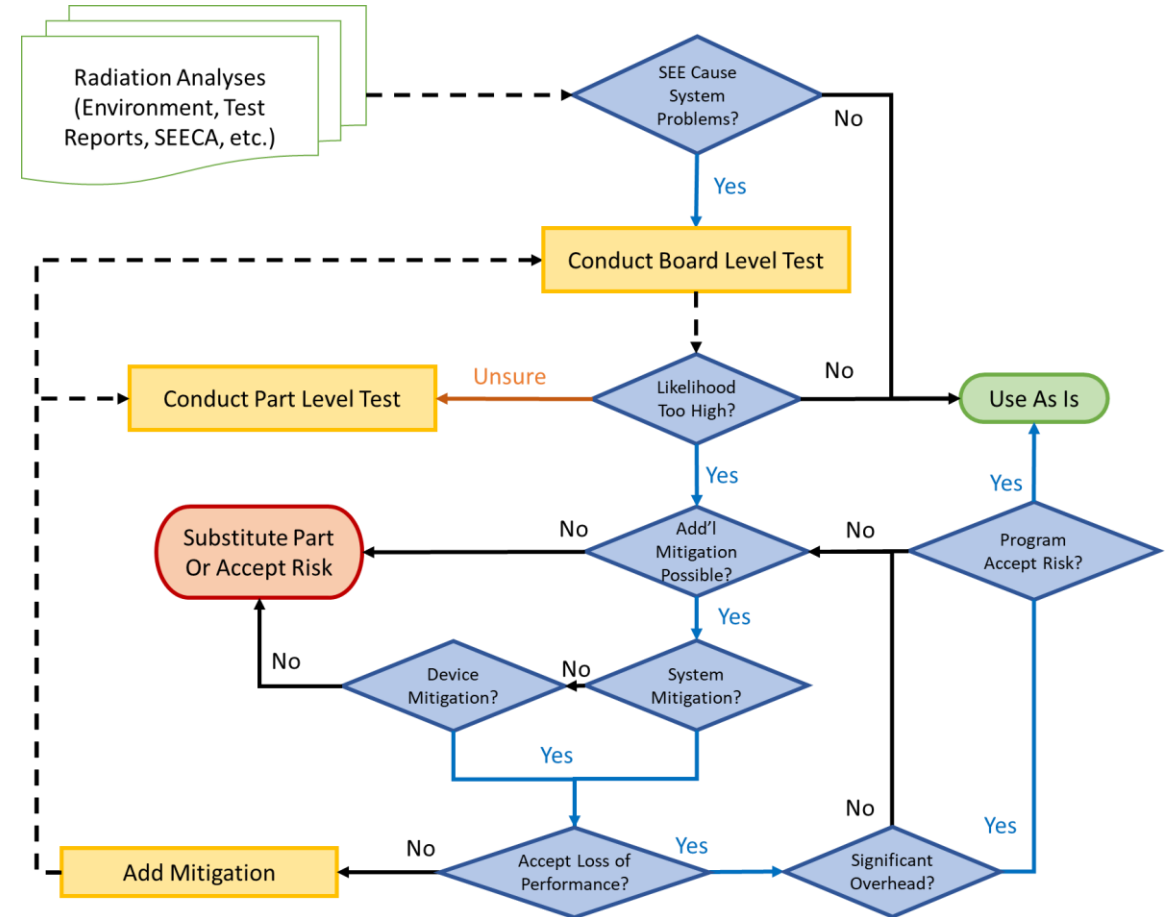 Radiation Analyses
(Environment, Test
Reports, SEECA, etc.)
SEE Cause
System
Problems?
No
Yes
Conduct Board Level Test
Conduct Part Level Test
Unsure
Likelihood
Too High?
No
Use As Is
Yes
Yes
Substitute Part
Or Accept Risk
No
Add'l
Mitigation
Possible?
No
Program
Accept Risk?
Yes
No
Device
Mitigation?
No
System
Mitigation?
Yes
No
Yes
Add Mitigation
No
Accept Loss of
Performance?
Yes
Significant
Overhead?